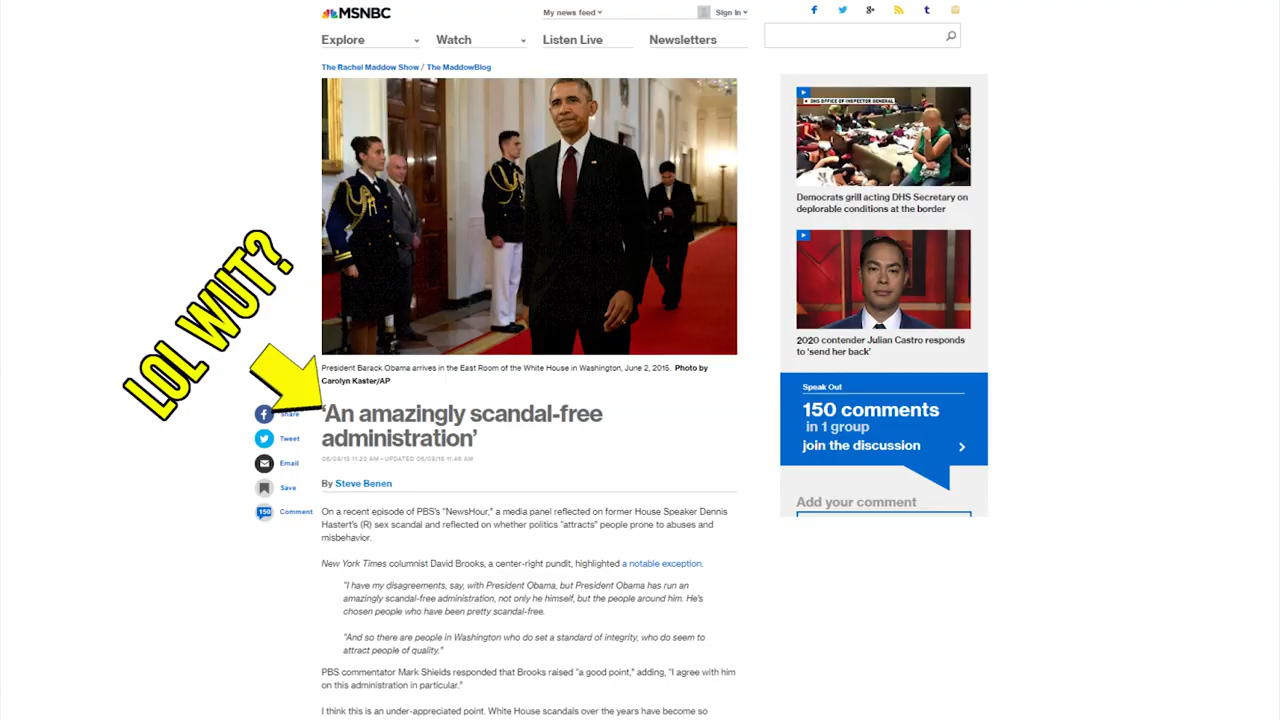 MSNBC
My news feed
Sign in
Explore
Watch
Listen Live
Newsletters
The Rachel Maddow Show / The MaddowBlog
DHS OFFICE OF INSPECTOR GENERAL
Democrats grill acting DHS Secretary on
deplorable conditions at the border
2020 contender Julian Castro responds
to ‘send her back’
Speak Out
150 comments
in 1 group
join the discussion
Add your comment
LOL WUT?
President Barack Obama arrives in the East Room of the White House in Washington, June 2, 2015. Photo by
Carolyn Kaster/AP
Share
Tweet
Email
Save
150 Comment
‘An amazingly scandal-free
administration’
06/09/15 11:20 AM—UPDATED 06/09/15 11:46 AM
By Steve Benen
On a recent episode of PBS's “NewsHour,” a media panel reflected on former House Speaker Dennis
Hastert's (R) sex scandal and reflected on whether politics “attracts” people prone to abuses and
misbehavior.
New York Times columnist David Brooks, a center-right pundit, highlighted a notable exception.
“I have my disagreements, say, with President Obama, but President Obama has run an
amazingly scandal-free administration, not only he himself, but the people around him. He's
chosen people who have been pretty scandal-free.
“And so there are people in Washington who do set a standard of integrity, who do seem to
attract people of quality.”
PBS commentator Mark Shields responded that Brooks raised “a good point,” adding, “I agree with him
on this administration in particular.”
I think this is an under-appreciated point. White House scandals over the years have become so